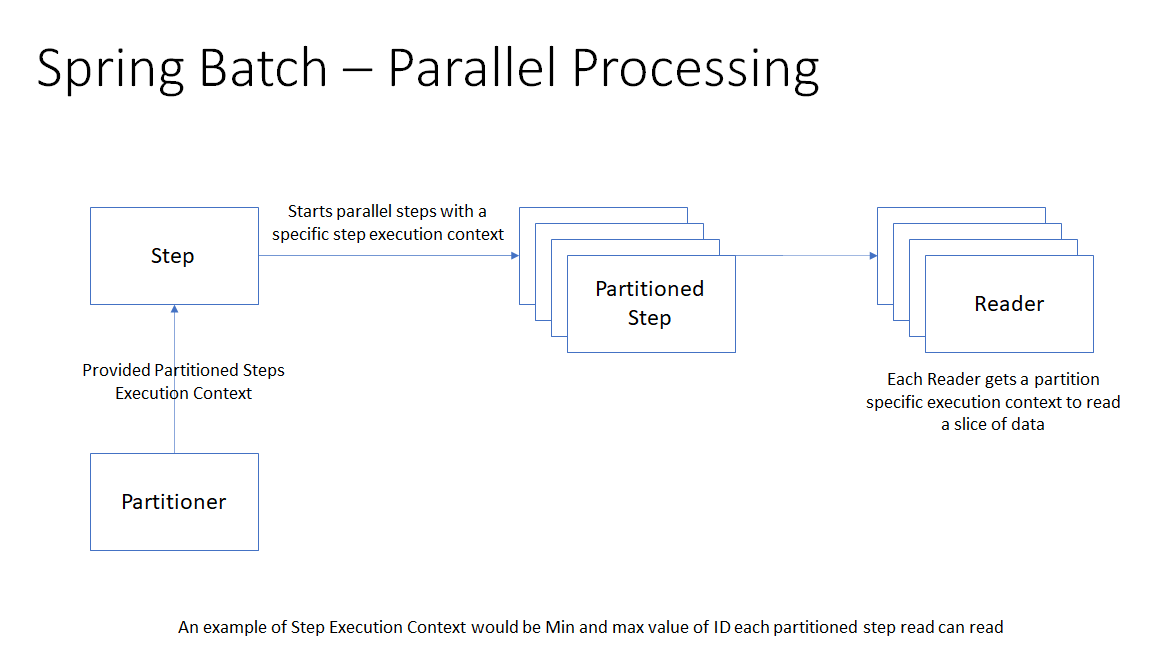 Spring Batch – Parallel Processing
Starts parallel steps with a
specific step execution context
Step
Partitioned
Step
Reader
Provided Partitioned Steps
Execution Context
Each Reader gets a partition
specific execution context to read
a slice of data
Partitioner
An example of Step Execution Context would be Min and max value of ID each partitioned step read can read